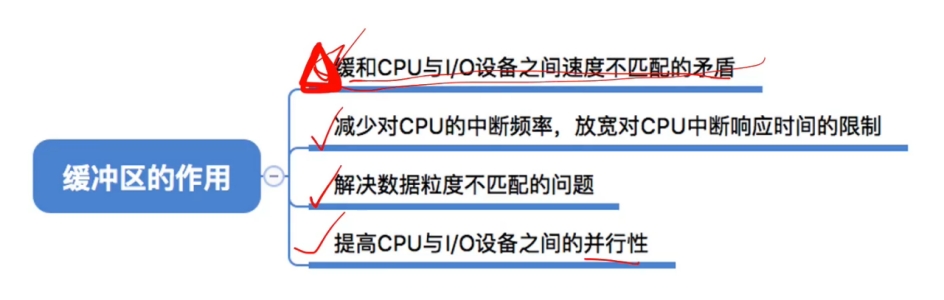 缓和CPU与I/O设备之间速度不匹配的矛盾
减少对CPU的中断频率，放宽对CPU中断响应时间的限制
缓冲区的作用
解决数据粒度不匹配的问题
提高CPU与I/O设备之间的并行性